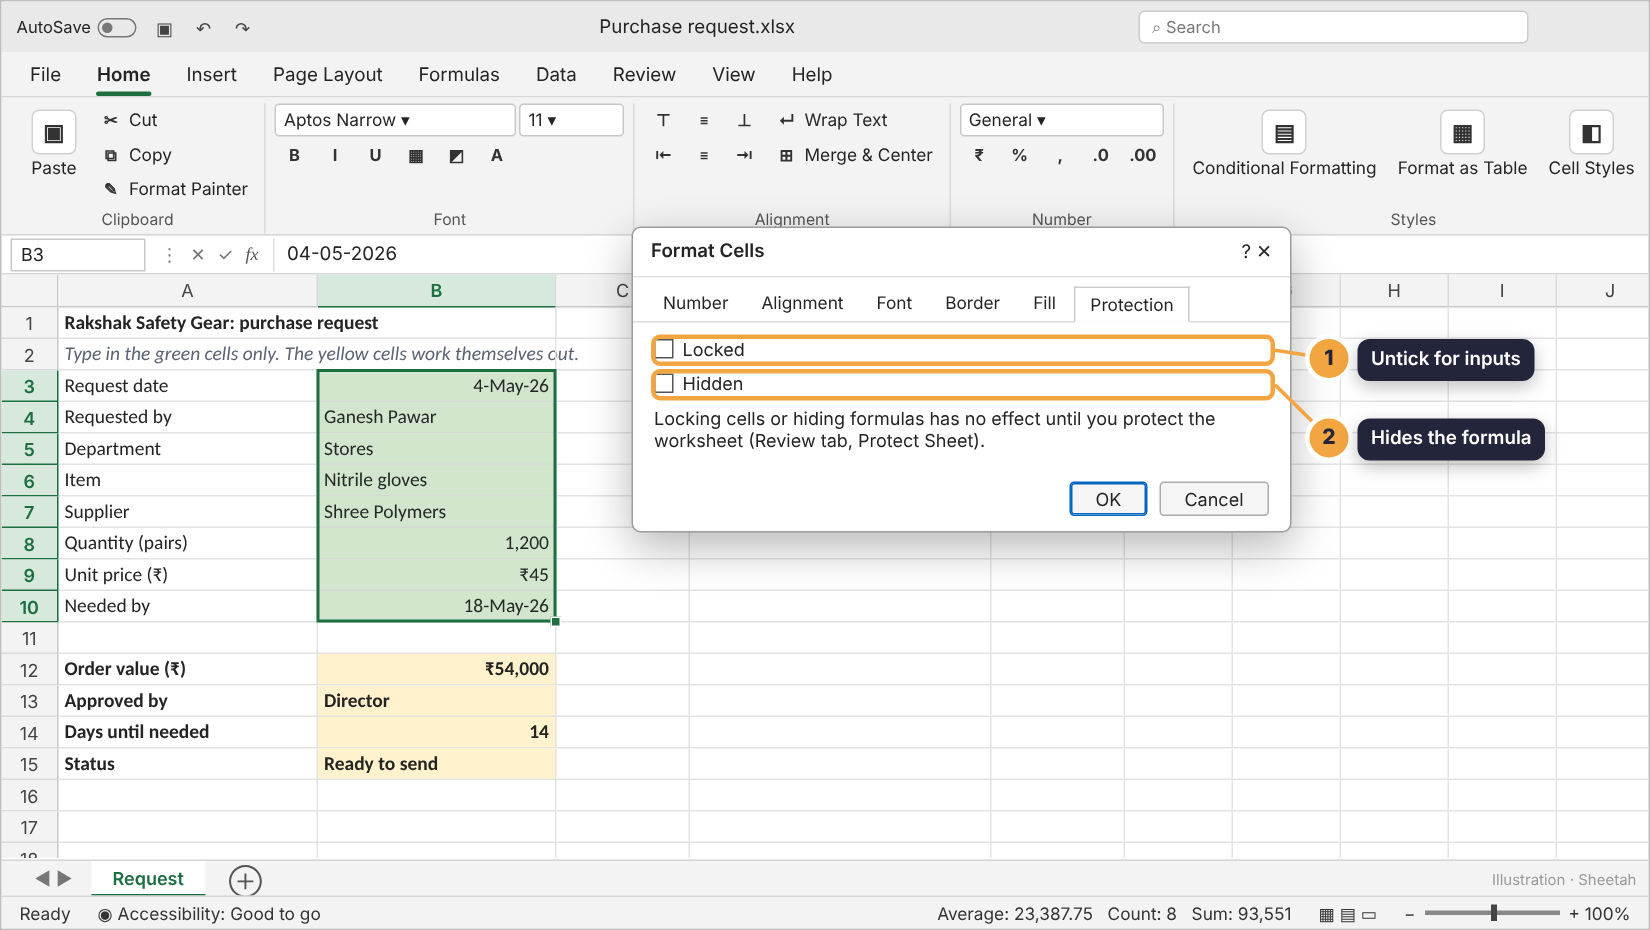 AutoSave
Purchase request.xlsx
Search
File Home Insert Page Layout Formulas Data Review View Help
Paste
Cut
Copy
Format Painter
Clipboard
Aptos Narrow 11
B I U A
Font
Wrap Text
Merge & Center
Alignment
General
₹ % , .0 .00
Number
Conditional Formatting
Format as Table
Cell Styles
Styles
B3 fx 04-05-2026
A B C H I J
1 Rakshak Safety Gear: purchase request
2 Type in the green cells only. The yellow cells work themselves out.
3 Request date 4-May-26
4 Requested by Ganesh Pawar
5 Department Stores
6 Item Nitrile gloves
7 Supplier Shree Polymers
8 Quantity (pairs) 1,200
9 Unit price (₹) ₹45
10 Needed by 18-May-26
11
12 Order value (₹) ₹54,000
13 Approved by Director
14 Days until needed 14
15 Status Ready to send
16
17
18
Format Cells ?
Number Alignment Font Border Fill Protection
Locked
Hidden
Locking cells or hiding formulas has no effect until you protect the
worksheet (Review tab, Protect Sheet).
OK Cancel
1 Untick for inputs
2 Hides the formula
Request
Illustration · Sheetah
Ready Accessibility: Good to go
Average: 23,387.75 Count: 8 Sum: 93,551
− + 100%